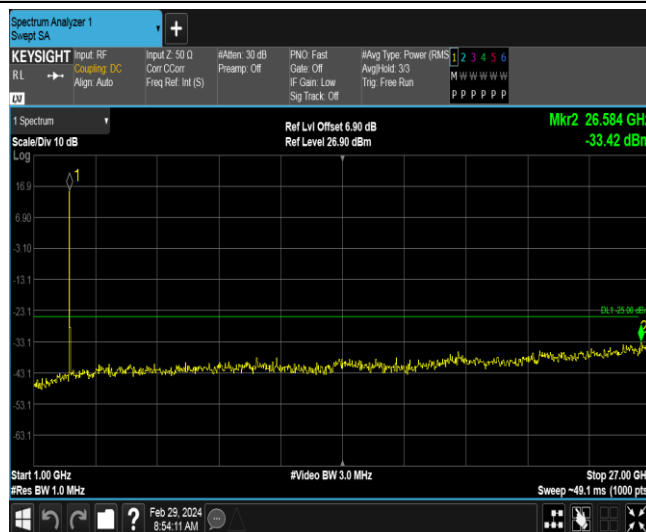 Spectrum Analyzer 1
Swept SA
+
KEYSIGHT
RL
LXI
Input: RF
Coupling: DC
Align: Auto
Input Z: 50 Ω
Corr CCorr
Freq Ref: Int (S)
#Atten: 30 dB
Preamp: Off
PNO: Fast
Gate: Off
IF Gain: Low
Sig Track: Off
#Avg Type: Power (RMS
Avg|Hold: 3/3
Trig: Free Run
1 2 3 4 5 6
M W W W W W
P P P P P P
1 Spectrum
Scale/Div 10 dB
Log
Ref Lvl Offset 6.90 dB
Ref Level 26.90 dBm
Mkr2 26.584 GHz
-33.42 dBm
1
16.9
6.90
-3.10
-13.1
-23.1
DL1 -25.00 dBm
2
-33.1
-43.1
-53.1
-63.1
Start 1.00 GHz
#Video BW 3.0 MHz
Stop 27.00 GHz
#Res BW 1.0 MHz
Sweep ~49.1 ms (1000 pts)
?
Feb 29, 2024
8:54:11 AM